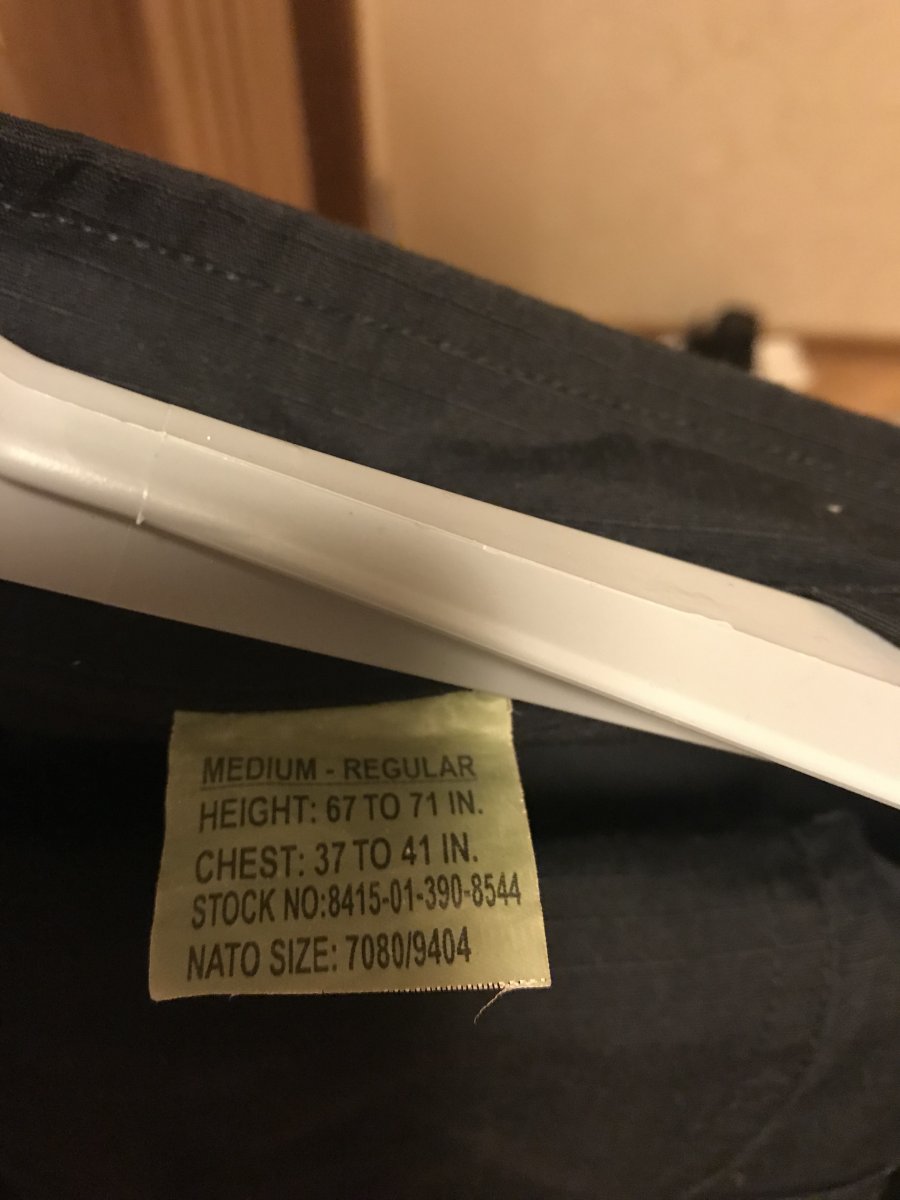 MEDIUM - REGULAR
HEIGHT: 67 TO 71 IN.
CHEST: 37 TO 41 IN.
STOCK NO:8415-01-390-8544
NATO SIZE: 7080/9404